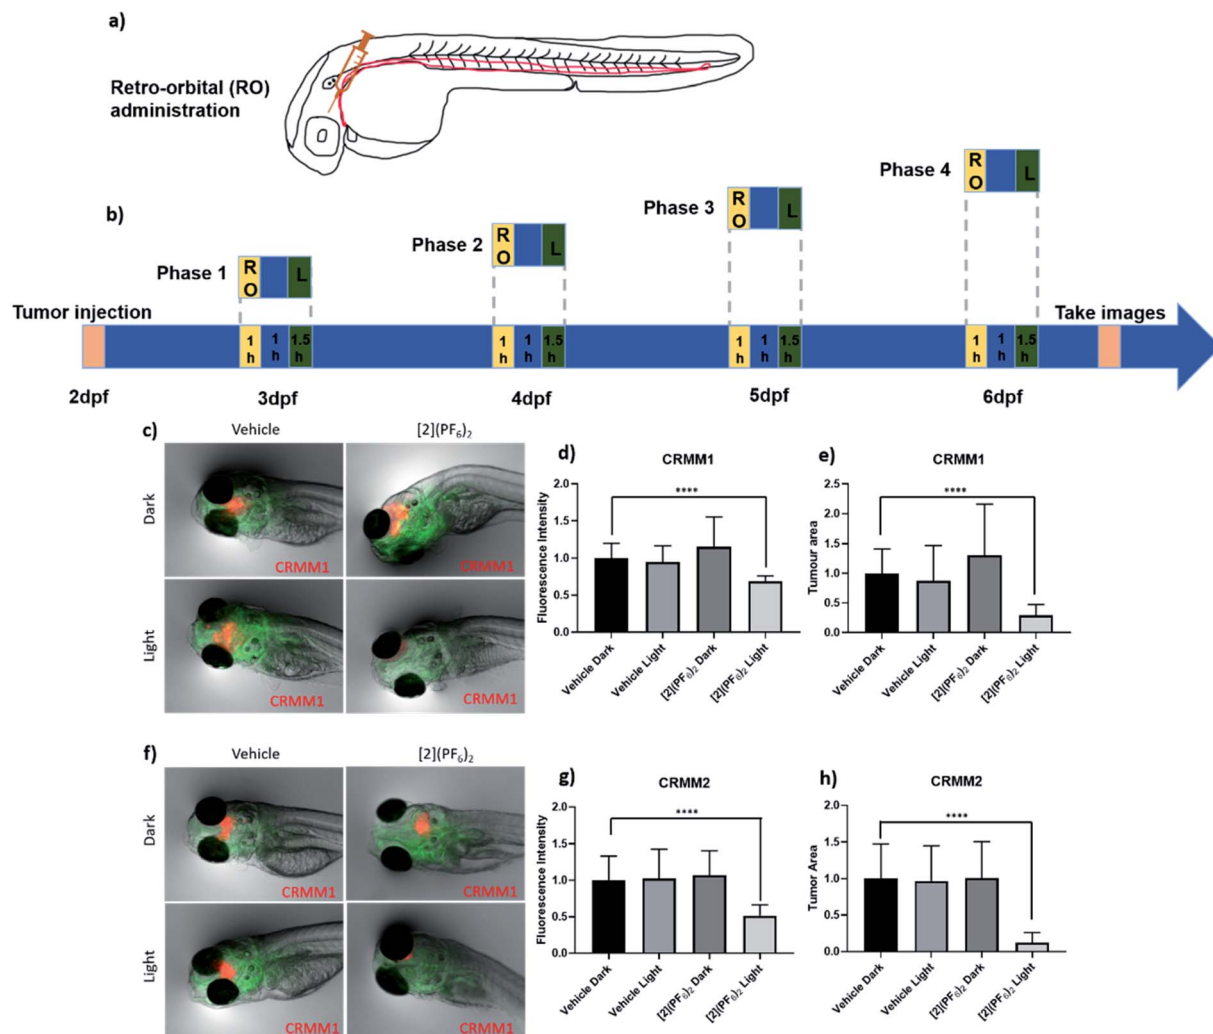 a)
Retro-orbital (RO)
administration
b)
Phase 1
R
O
L
Phase 2
R
O
L
Phase 3
R
O
L
Phase 4
R
O
L
Tumor injection
Take images
1
h
1
h
1.5
h
1
h
1
h
1.5
h
1
h
1
h
1.5
h
1
h
1
h
1.5
h
2dpf
3dpf
4dpf
5dpf
6dpf
c)
Vehicle
[2](PF₆)₂
Dark
CRMM1
CRMM1
Light
CRMM1
CRMM1
d)
CRMM1
Fluorescence Intensity
2.0
1.5
1.0
0.5
0.0
****
Vehicle Dark
Vehicle Light
[2](PF₆)₂ Dark
[2](PF₆)₂ Light
e)
CRMM1
Tumour area
2.5
2.0
1.5
1.0
0.5
0.0
****
Vehicle Dark
Vehicle Light
[2](PF₆)₂ Dark
[2](PF₆)₂ Light
f)
Vehicle
[2](PF₆)₂
Dark
CRMM1
CRMM1
Light
CRMM1
CRMM1
g)
CRMM2
Fluorescence Intensity
2.0
1.5
1.0
0.5
0.0
****
Vehicle Dark
Vehicle Light
[2](PF₆)₂ Dark
[2](PF₆)₂ Light
h)
CRMM2
Tumor Area
2.0
1.5
1.0
0.5
0.0
****
Vehicle Dark
Vehicle Light
[2](PF₆)₂ Dark
[2](PF₆)₂ Light